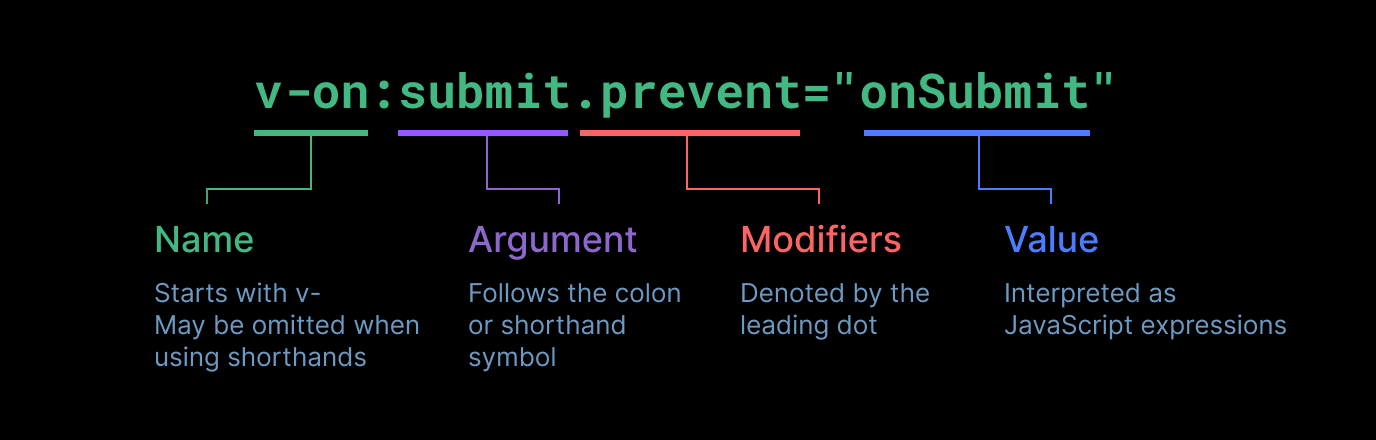 v-on:submit.prevent="onSubmit"
Name
Starts with v-
May be omitted when
using shorthands
Argument
Follows the colon
or shorthand
symbol
Modifiers
Denoted by the
leading dot
Value
Interpreted as
JavaScript expressions